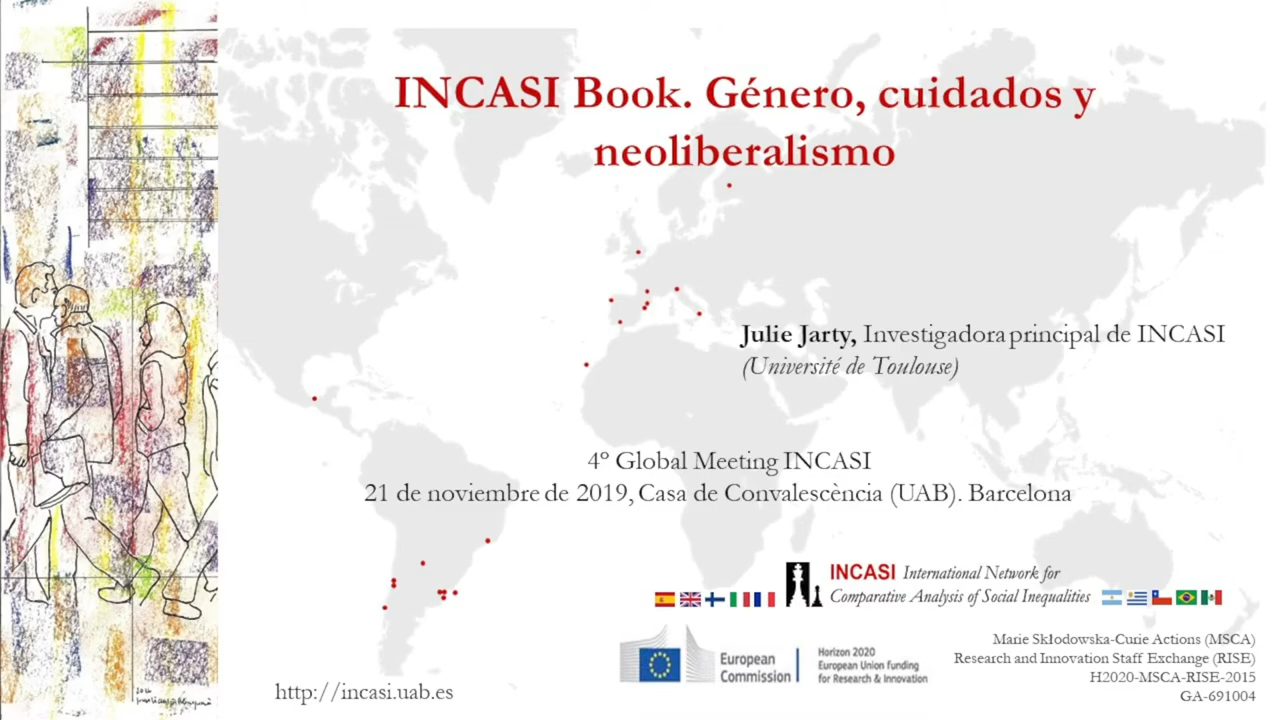 INCASI Book. Género, cuidados y
neoliberalismo
Julie Jarty, Investigadora principal de INCASI
(Université de Toulouse)
4º Global Meeting INCASI
21 de noviembre de 2019, Casa de Convalescència (UAB). Barcelona
INCASI International Network for
Comparative Analysis of Social Inequalities
European
Commission
Horizon 2020
European Union funding
for Research & Innovation
Marie Skłodowska-Curie Actions (MSCA)
Research and Innovation Staff Exchange (RISE)
H2020-MSCA-RISE-2015
GA-691004
http://incasi.uab.es